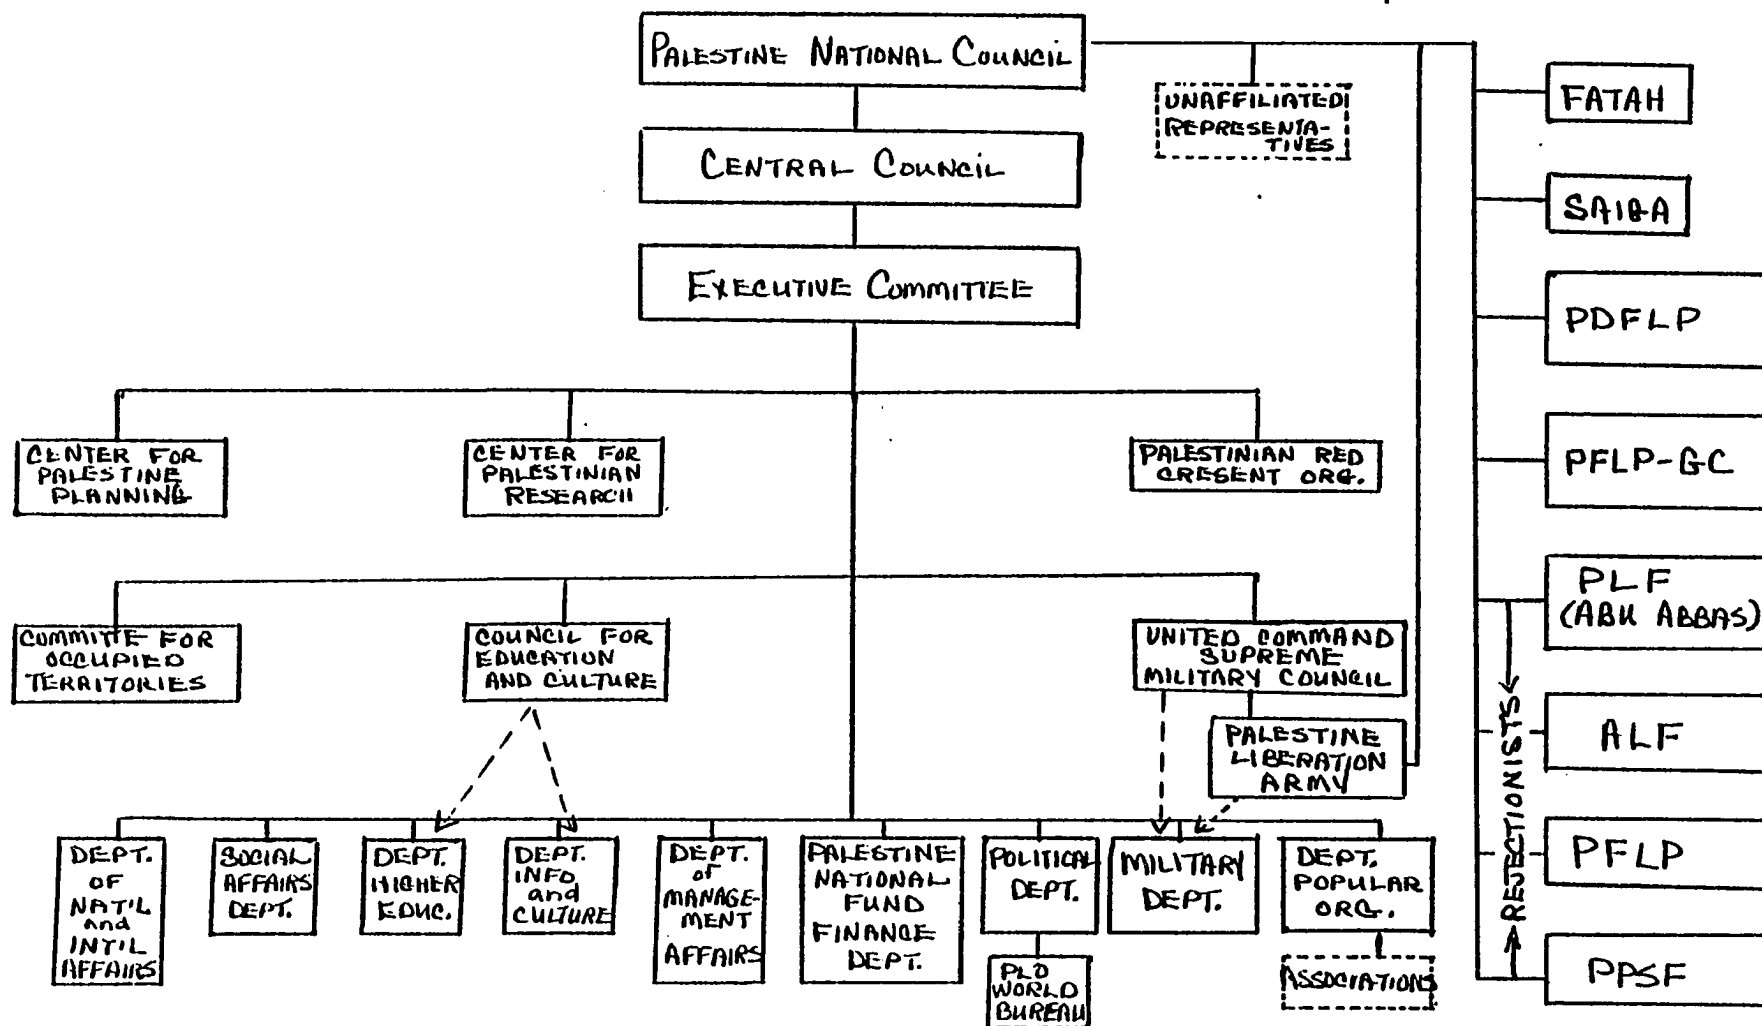 PALESTINE NATIONAL COUNCIL
UNAFFILIATED
REPRESENTA-
TIVES
CENTRAL COUNCIL
EXECUTIVE COMMITTEE
CENTER FOR
PALESTINE
PLANNING
CENTER FOR
PALESTINIAN
RESEARCH
PALESTINIAN RED
CRESENT ORG.
COMMITTE FOR
OCCUPIED
TERRITORIES
COUNCIL FOR
EDUCATION
AND CULTURE
UNITED COMMAND
SUPREME
MILITARY COUNCIL
PALESTINE
LIBERATION
ARMY
DEPT.
OF
NAT'L
and
INT'L
AFFAIRS
SOCIAL
AFFAIRS
DEPT.
DEPT.
HIGHER
EDUC.
DEPT.
INFO
and
CULTURE
DEPT.
of
MANAGE-
MENT
AFFAIRS
PALESTINE
NATIONAL
FUND
FINANCE
DEPT.
POLITICAL
DEPT.
PLO
WORLD
BUREAU
MILITARY
DEPT.
DEPT.
POPULAR
ORG.
ASSOCIATIONS
FATAH
SAIQA
PDFLP
PFLP-GC
PLF
(ABU ABBAS)
ALF
PFLP
PPSF
REJECTIONISTS